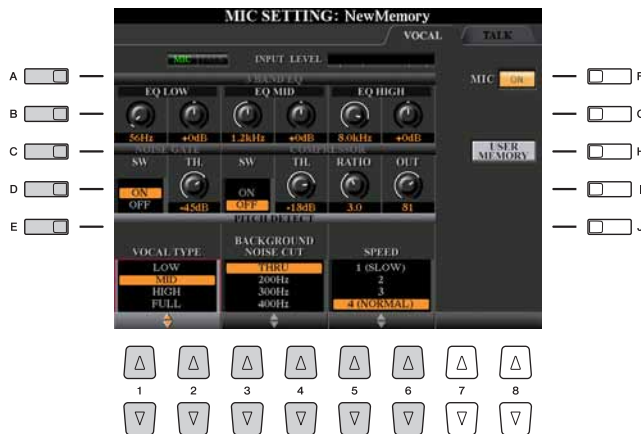 MIC SETTING: NewMemory
VOCAL TALK
MIC INPUT LEVEL
3 BAND EQ
A MIC ON F
EQ LOW EQ MID EQ HIGH
B G
56Hz +0dB 1.2kHz +0dB 8.0kHz +0dB
NOISE GATE COMPRESSOR
C USER MEMORY H
SW TH. SW TH. RATIO OUT
D I
ON ON
OFF -45dB OFF -18dB 3.0 81
PITCH DETECT
E J
VOCAL TYPE BACKGROUND NOISE CUT SPEED
LOW THRU 1 (SLOW)
MID 200Hz 2
HIGH 300Hz 3
FULL 400Hz 4 (NORMAL)
1 2 3 4 5 6 7 8